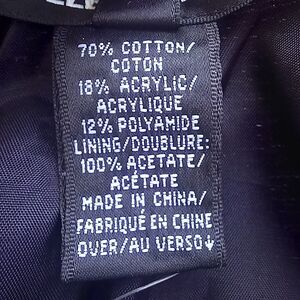 70% COTTON/
COTON
18% ACRYLIC/
ACRYLIQUE
12% POLYAMIDE
LINING/DOUBLURE:
100% ACETATE/
ACÉTATE
MADE IN CHINA/
FABRIQUÉ EN CHINE
OVER/AU VERSO↓